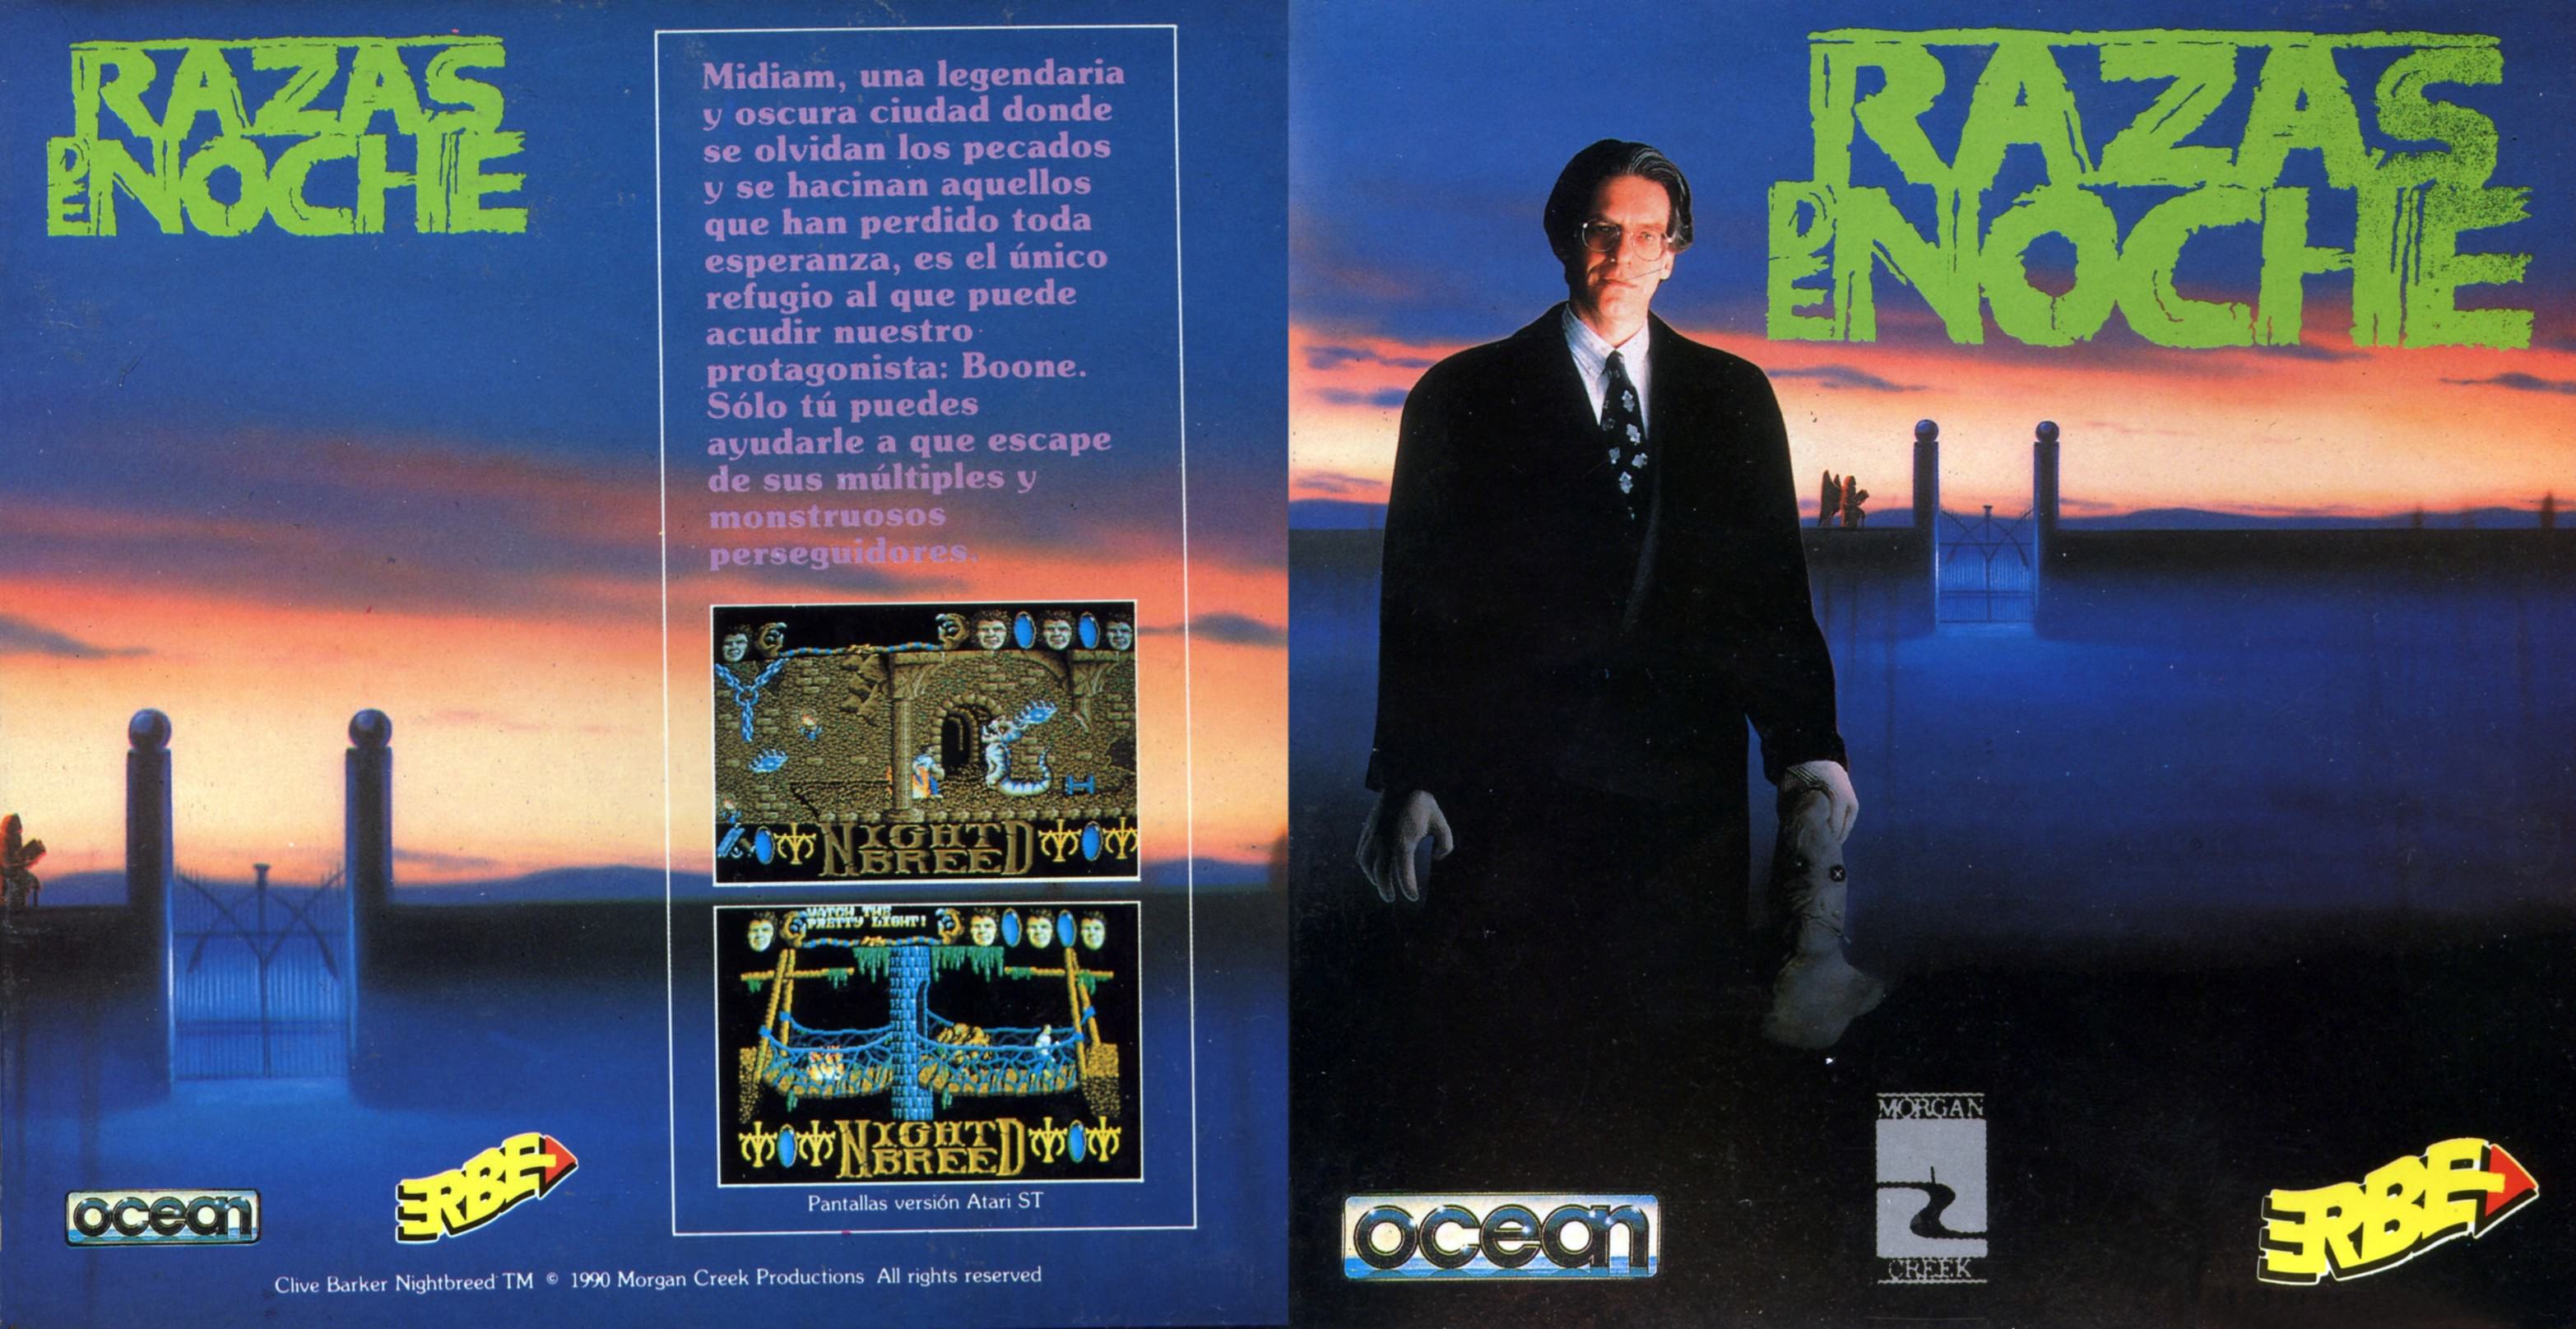 RAZAS
DE NOCHE
Midiam, una legendaria
y oscura ciudad donde
se olvidan los pecados
y se hacinan aquellos
que han perdido toda
esperanza, es el único
refugio al que puede
acudir nuestro
protagonista: Boone.
Sólo tú puedes
ayudarle a que escape
de sus múltiples y
monstruosos
perseguidores.
NIGHT
BREED
WATCH THE
PRETTY LIGHT!
NIGHT
BREED
Pantallas versión Atari ST
ocean
ERBE
Clive Barker Nightbreed TM © 1990 Morgan Creek Productions All rights reserved
RAZAS
DE NOCHE
MORGAN
CREEK
ocean
ERBE